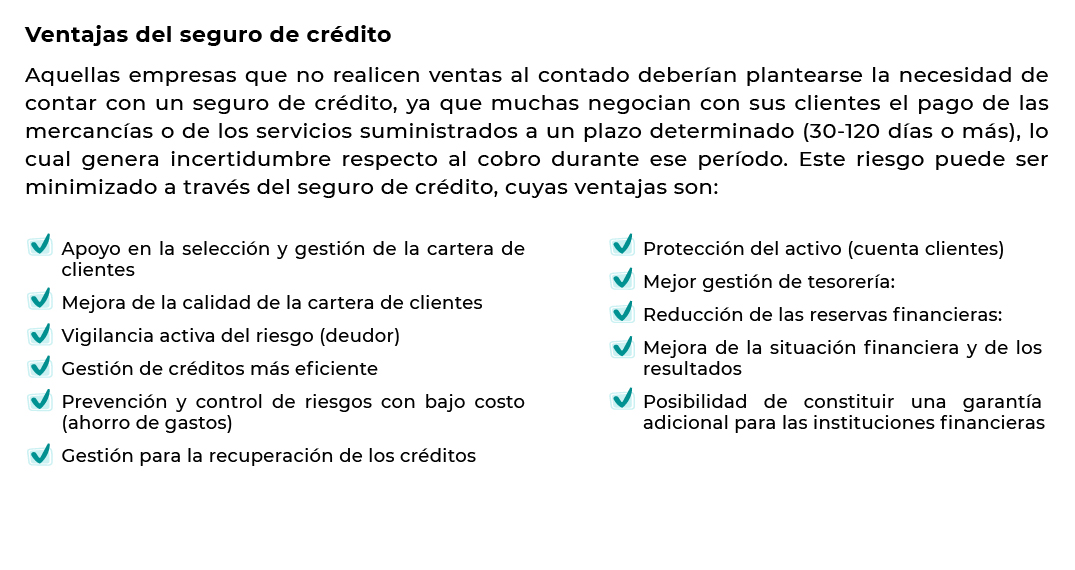 Ventajas del seguro de crédito
Aquellas empresas que no realicen ventas al contado deberían plantearse la necesidad de
contar con un seguro de crédito, ya que muchas negocian con sus clientes el pago de las
mercancías o de los servicios suministrados a un plazo determinado (30-120 días o más), lo
cual genera incertidumbre respecto al cobro durante ese período. Este riesgo puede ser
minimizado a través del seguro de crédito, cuyas ventajas son:
Apoyo en la selección y gestión de la cartera de
clientes
Mejora de la calidad de la cartera de clientes
Vigilancia activa del riesgo (deudor)
Gestión de créditos más eficiente
Prevención y control de riesgos con bajo costo
(ahorro de gastos)
Gestión para la recuperación de los créditos
Protección del activo (cuenta clientes)
Mejor gestión de tesorería:
Reducción de las reservas financieras:
Mejora de la situación financiera y de los
resultados
Posibilidad de constituir una garantía
adicional para las instituciones financieras